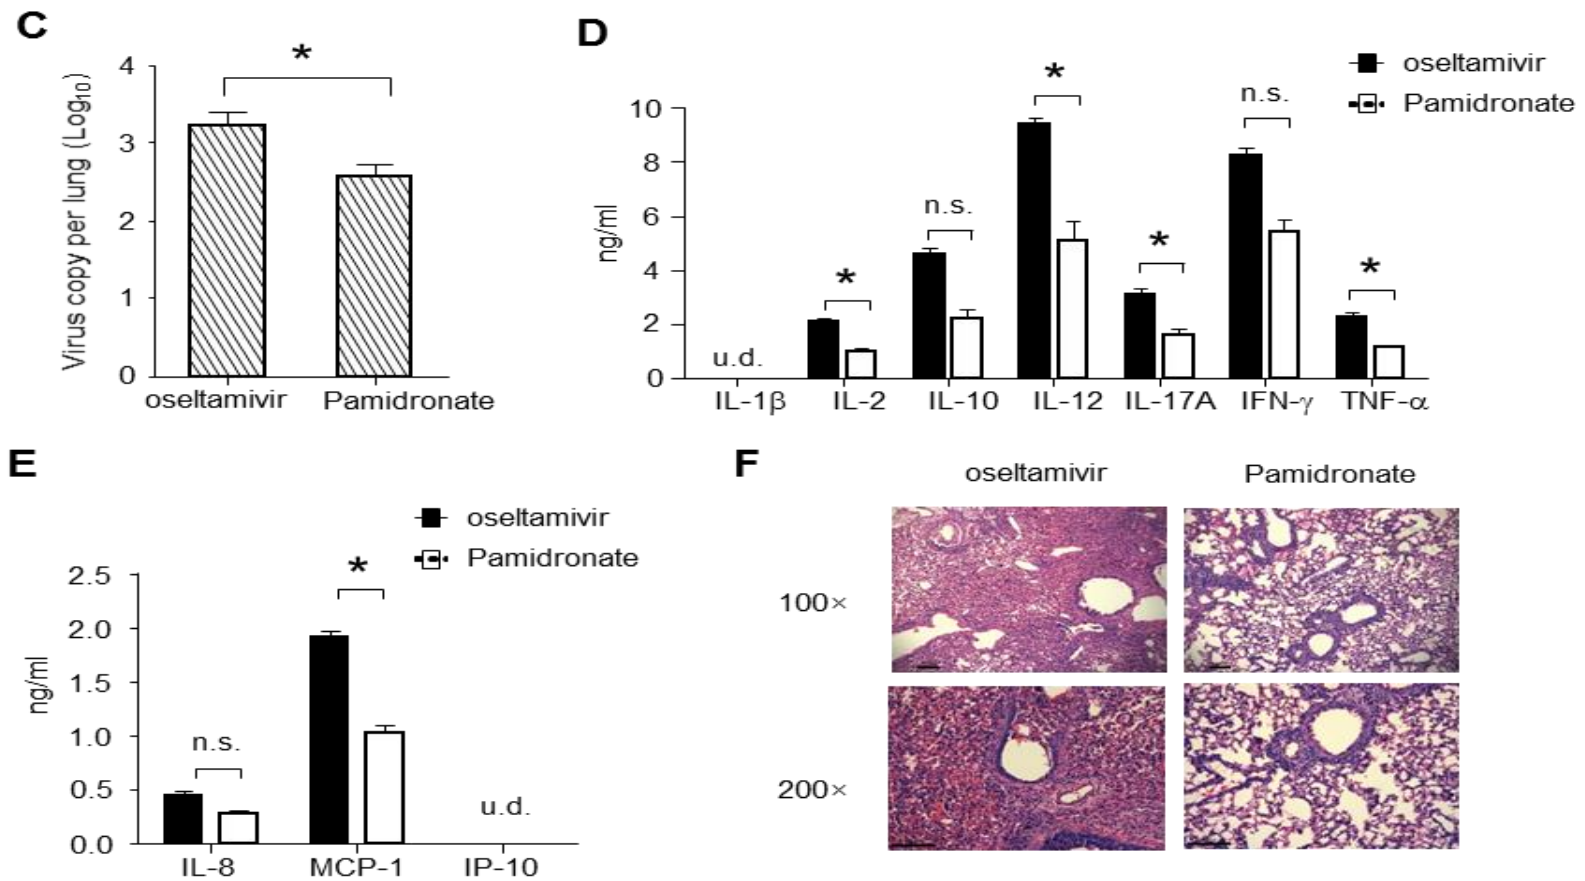 C
Virus copy per lung (Log10)
4
3
2
1
0
*
oseltamivir
Pamidronate
D
oseltamivir
Pamidronate
ng/ml
10
8
6
4
2
0
u.d.
*
n.s.
*
*
n.s.
*
IL-1β
IL-2
IL-10
IL-12
IL-17A
IFN-γ
TNF-α
E
oseltamivir
Pamidronate
ng/ml
2.5
2.0
1.5
1.0
0.5
0.0
n.s.
*
u.d.
IL-8
MCP-1
IP-10
F
oseltamivir
Pamidronate
100×
200×